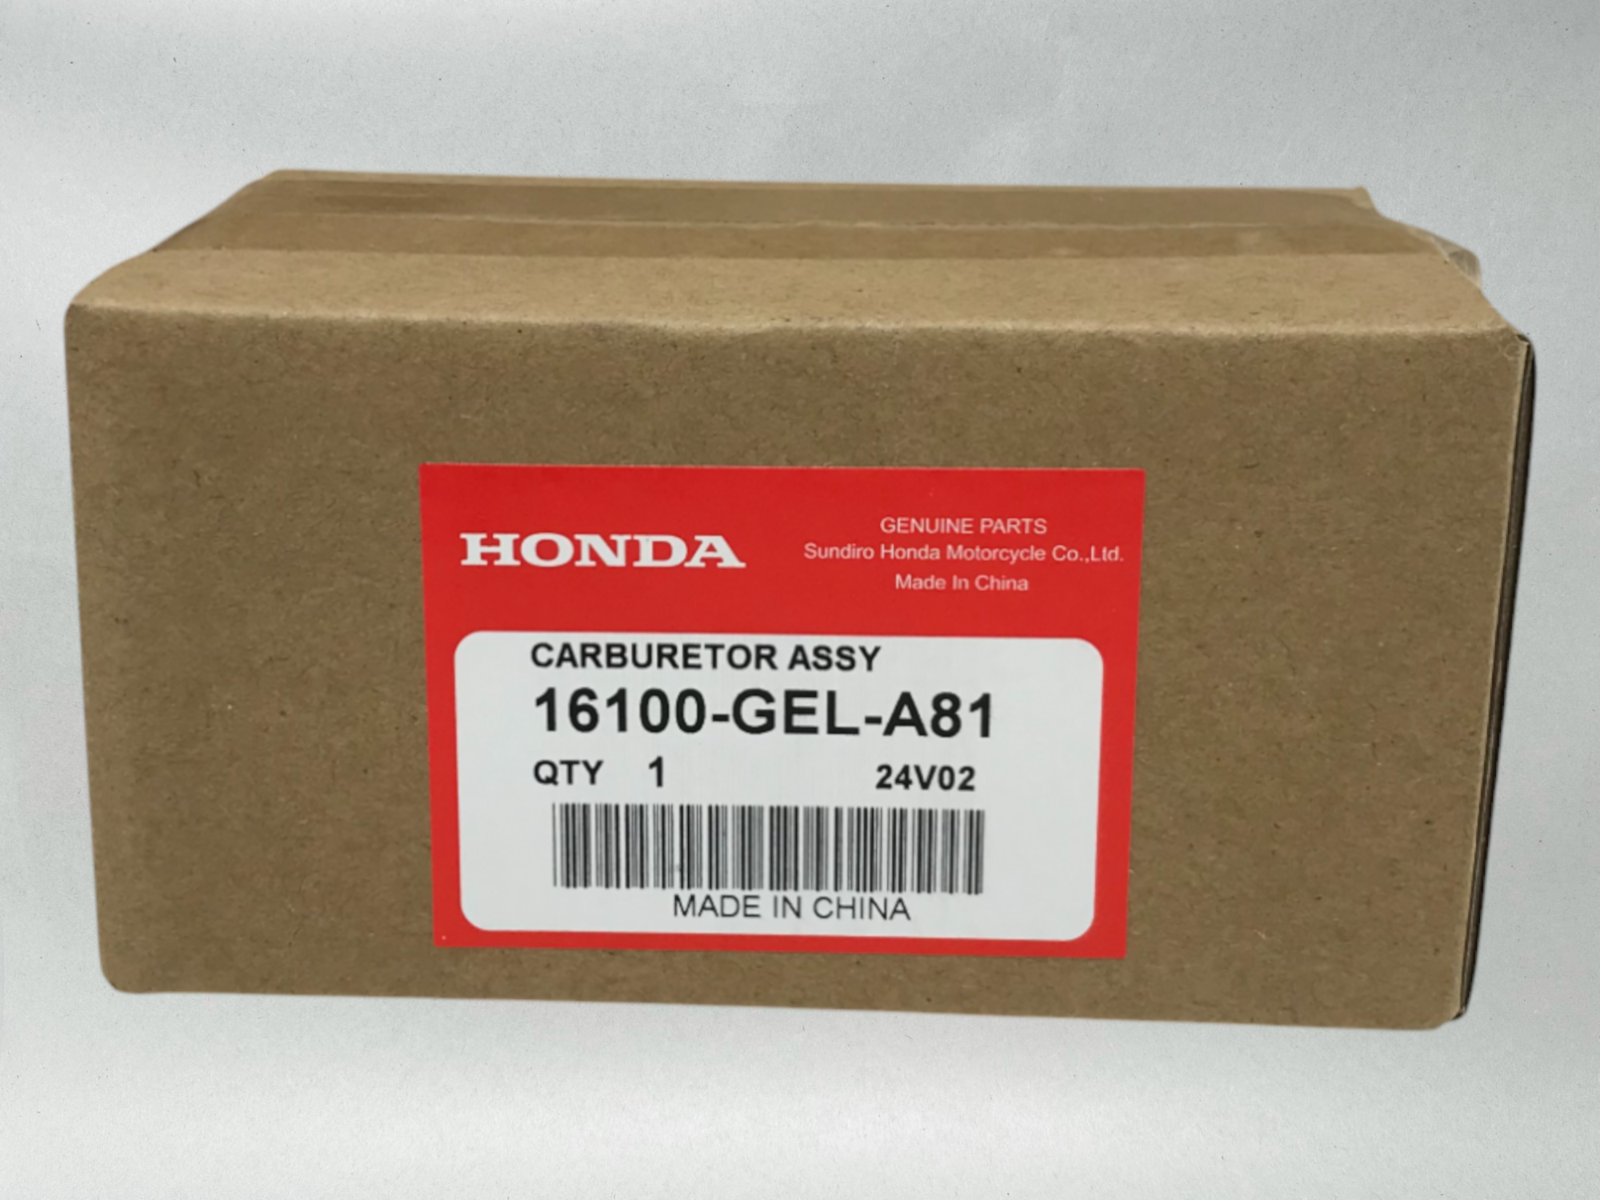 HONDA
GENUINE PARTS
Sundiro Honda Motorcycle Co.,Ltd.
Made In China
CARBURETOR ASSY
16100-GEL-A81
QTY 1 24V02
MADE IN CHINA